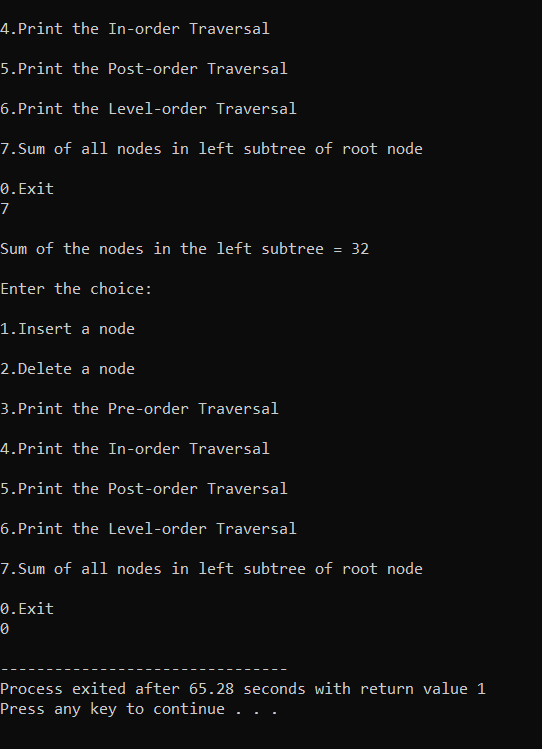 4.Print the In-order Traversal
5.Print the Post-order Traversal
6.Print the Level-order Traversal
7.Sum of all nodes in left subtree of root node
0.Exit
7
Sum of the nodes in the left subtree = 32
Enter the choice:
1.Insert a node
2.Delete a node
3.Print the Pre-order Traversal
4.Print the In-order Traversal
5.Print the Post-order Traversal
6.Print the Level-order Traversal
7.Sum of all nodes in left subtree of root node
0.Exit
0
--------------------------------
Process exited after 65.28 seconds with return value 1
Press any key to continue . . .